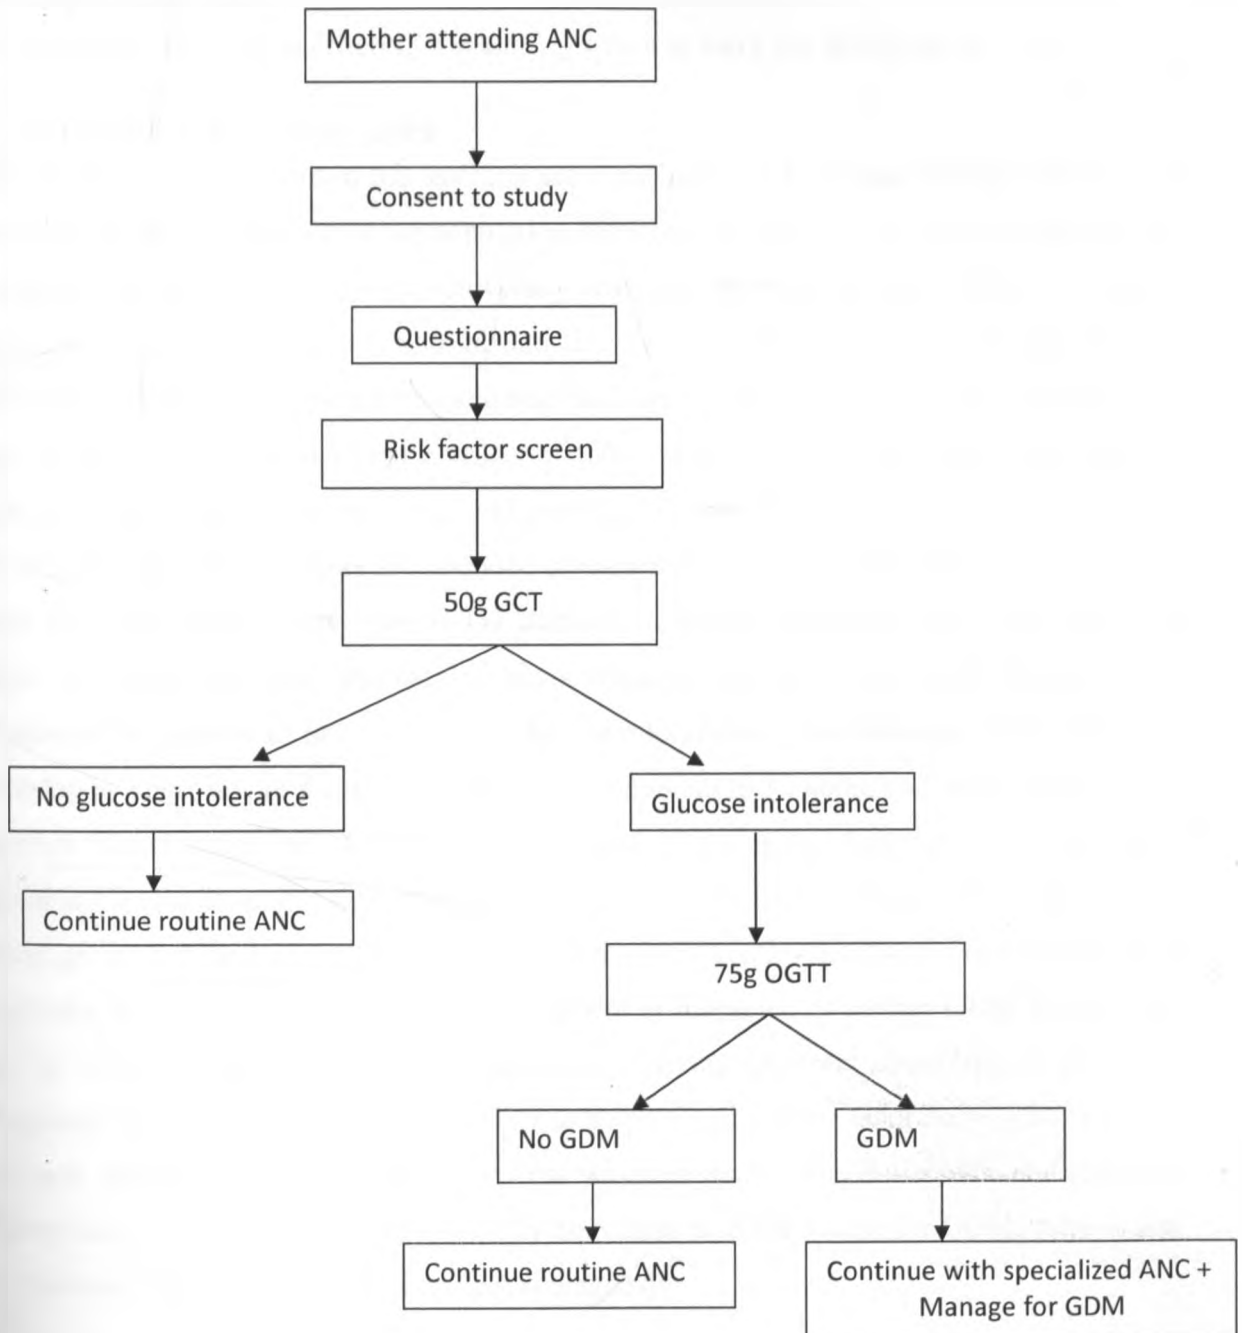 Mother attending ANC
Consent to study
Questionnaire
Risk factor screen
50g GCT
No glucose intolerance
Glucose intolerance
Continue routine ANC
75g OGTT
No GDM
GDM
Continue routine ANC
Continue with specialized ANC +
Manage for GDM